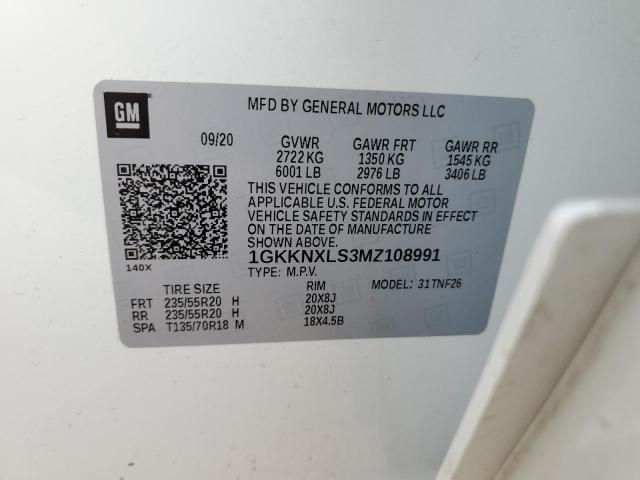 GM
MFD BY GENERAL MOTORS LLC
09/20 GVWR GAWR FRT GAWR RR
2722 KG 1350 KG 1545 KG
6001 LB 2976 LB 3406 LB
THIS VEHICLE CONFORMS TO ALL
APPLICABLE U.S. FEDERAL MOTOR
VEHICLE SAFETY STANDARDS IN EFFECT
ON THE DATE OF MANUFACTURE
SHOWN ABOVE.
140X 1GKKNXLS3MZ108991
TYPE: M.P.V. MODEL: 31TNF26
TIRE SIZE RIM
FRT 235/55R20 H 20X8J
RR 235/55R20 H 20X8J
SPA T135/70R18 M 18X4.5B